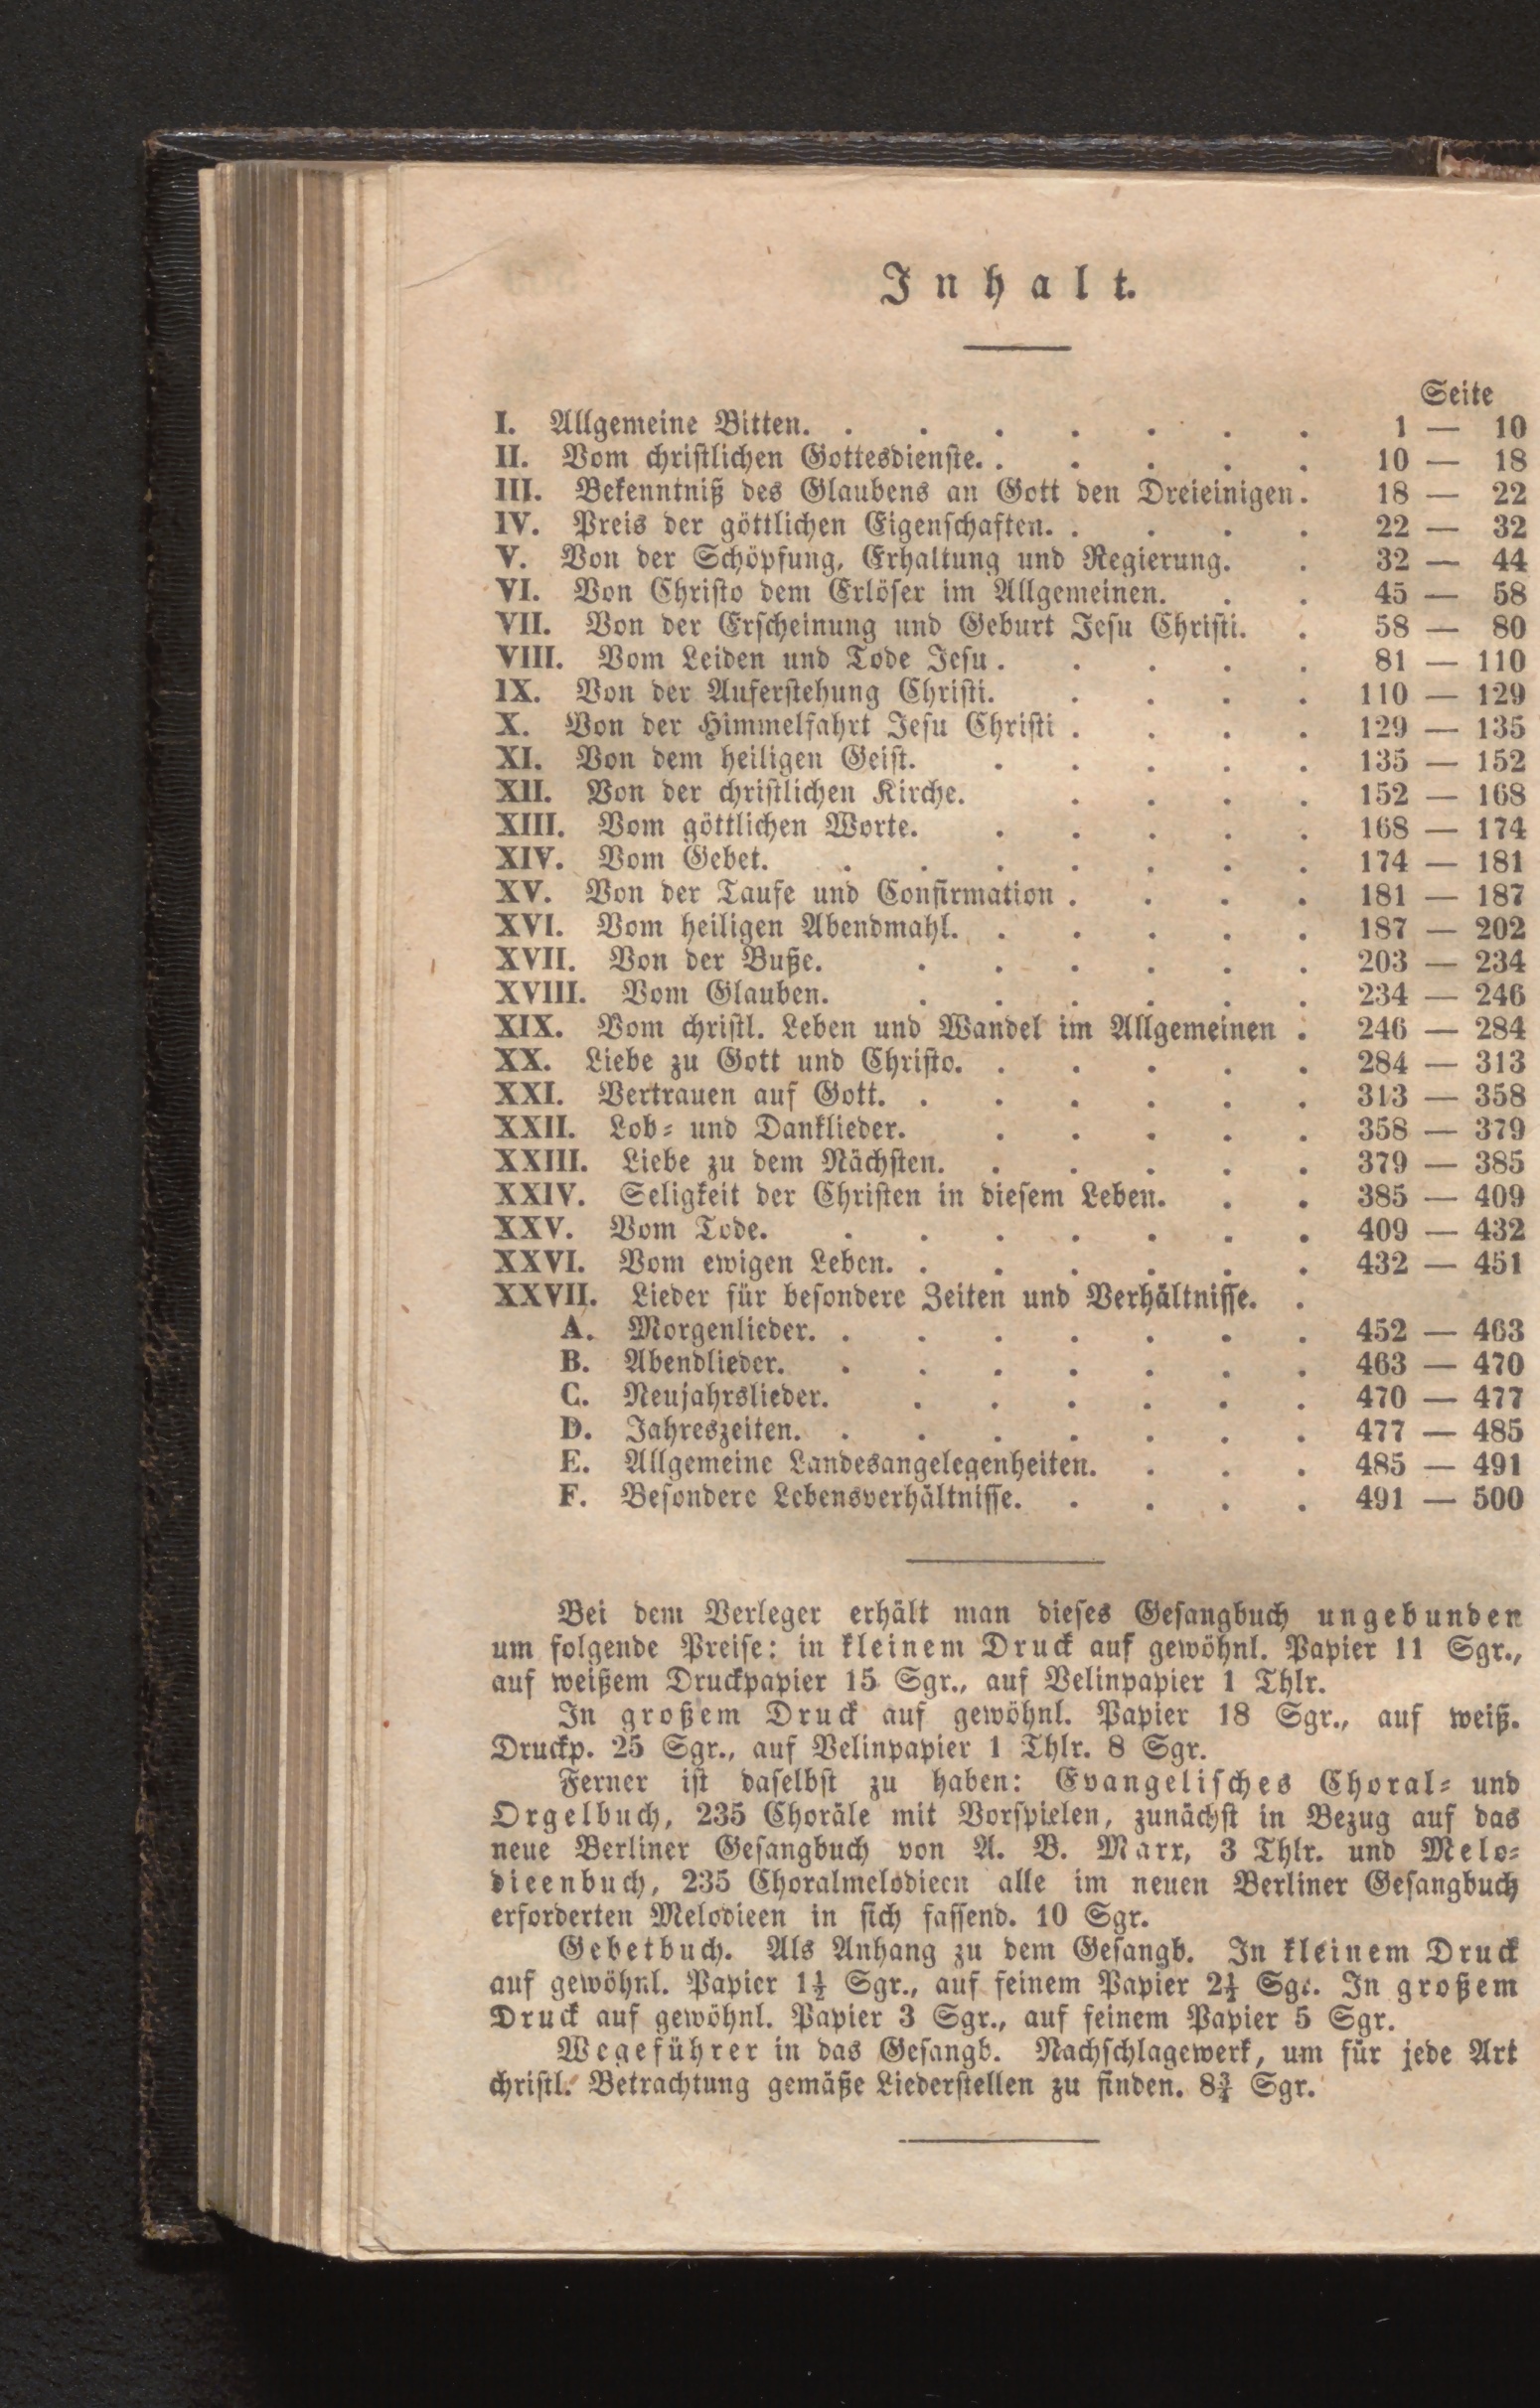 Inhalt.
Seite
I. Allgemeine Bitten. . . . . . . . 1 — 10
II. Vom christlichen Gottesdienste. . . . . . 10 — 18
III. Bekenntniß des Glaubens an Gott den Dreieinigen. 18 — 22
IV. Preis der göttlichen Eigenschaften. . . . . 22 — 32
V. Von der Schöpfung, Erhaltung und Regierung. . 32 — 44
VI. Von Christo dem Erlöser im Allgemeinen. . . 45 — 58
VII. Von der Erscheinung und Geburt Jesu Christi. . 58 — 80
VIII. Vom Leiden und Tode Jesu . . . . . 81 — 110
IX. Von der Auferstehung Christi. . . . . 110 — 129
X. Von der Himmelfahrt Jesu Christi . . . . 129 — 135
XI. Von dem heiligen Geist. . . . . . 135 — 152
XII. Von der christlichen Kirche. . . . . 152 — 168
XIII. Vom göttlichen Worte. . . . . . 168 — 174
XIV. Vom Gebet. . . . . . . . 174 — 181
XV. Von der Taufe und Confirmation . . . . 181 — 187
XVI. Vom heiligen Abendmahl. . . . . . 187 — 202
XVII. Von der Buße. . . . . . . 203 — 234
XVIII. Vom Glauben. . . . . . . 234 — 246
XIX. Vom christl. Leben und Wandel im Allgemeinen . 246 — 284
XX. Liebe zu Gott und Christo. . . . . . 284 — 313
XXI. Vertrauen auf Gott. . . . . . . 313 — 358
XXII. Lob- und Danklieder. . . . . . 358 — 379
XXIII. Liebe zu dem Nächsten. . . . . . 379 — 385
XXIV. Seligkeit der Christen in diesem Leben. . . 385 — 409
XXV. Vom Tode. . . . . . . . 409 — 432
XXVI. Vom ewigen Leben. . . . . . . 432 — 451
XXVII. Lieder für besondere Zeiten und Verhältnisse. .
A. Morgenlieder. . . . . . . . 452 — 463
B. Abendlieder. . . . . . . . 463 — 470
C. Neujahrslieder. . . . . . . 470 — 477
D. Jahreszeiten. . . . . . . . 477 — 485
E. Allgemeine Landesangelegenheiten. . . . 485 — 491
F. Besondere Lebensverhältnisse. . . . . 491 — 500
Bei dem Verleger erhält man dieses Gesangbuch ungebunden
um folgende Preise: in kleinem Druck auf gewöhnl. Papier 11 Sgr.,
auf weißem Druckpapier 15 Sgr., auf Velinpapier 1 Thlr.
In großem Druck auf gewöhnl. Papier 18 Sgr., auf weiß.
Druckp. 25 Sgr., auf Velinpapier 1 Thlr. 8 Sgr.
Ferner ist daselbst zu haben: Evangelisches Choral- und
Orgelbuch, 235 Choräle mit Vorspielen, zunächst in Bezug auf das
neue Berliner Gesangbuch von A. B. Marx, 3 Thlr. und Melo-
dieenbuch, 235 Choralmelodieen alle im neuen Berliner Gesangbuch
erforderten Melodieen in sich fassend. 10 Sgr.
Gebetbuch. Als Anhang zu dem Gesangb. In kleinem Druck
auf gewöhnl. Papier 1½ Sgr., auf feinem Papier 2½ Sgr. In großem
Druck auf gewöhnl. Papier 3 Sgr., auf feinem Papier 5 Sgr.
Wegeführer in das Gesangb. Nachschlagewerk, um für jede Art
christl. Betrachtung gemäße Liederstellen zu finden. 8¾ Sgr.